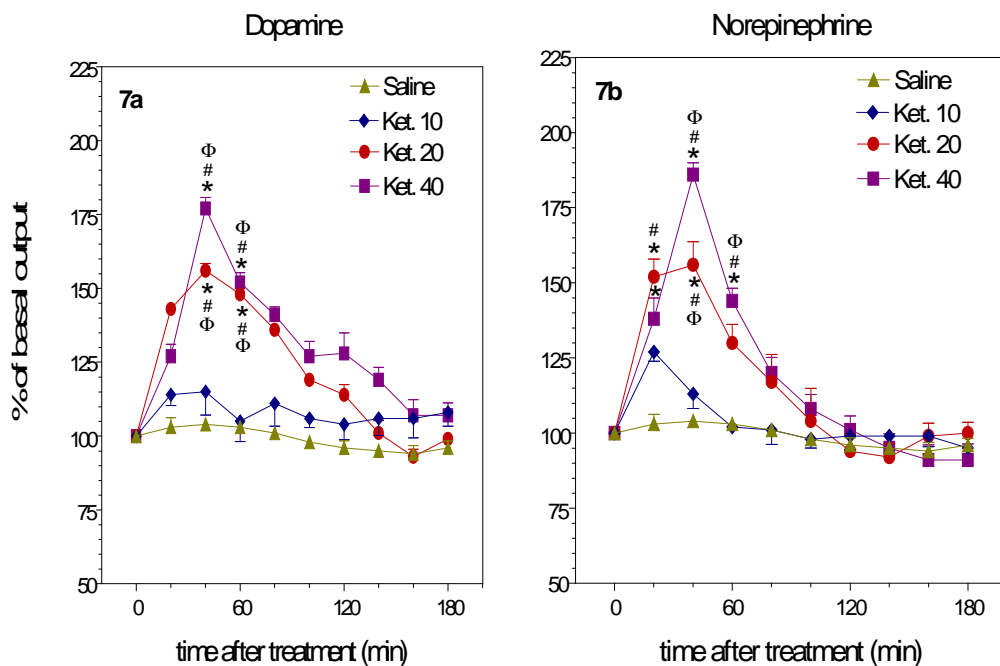 Dopamine
Norepinephrine
% of basal output
7a
Saline
Ket. 10
Ket. 20
Ket. 40
225
200
175
150
125
100
75
50
Φ
#
*
Φ
#
*
*
#
Φ
*
#
Φ
0
60
120
180
time after treatment (min)
7b
Saline
Ket. 10
Ket. 20
Ket. 40
225
200
175
150
125
100
75
50
Φ
#
*
#
*
*
Φ
#
*
*
#
Φ
0
60
120
180
time after treatment (min)